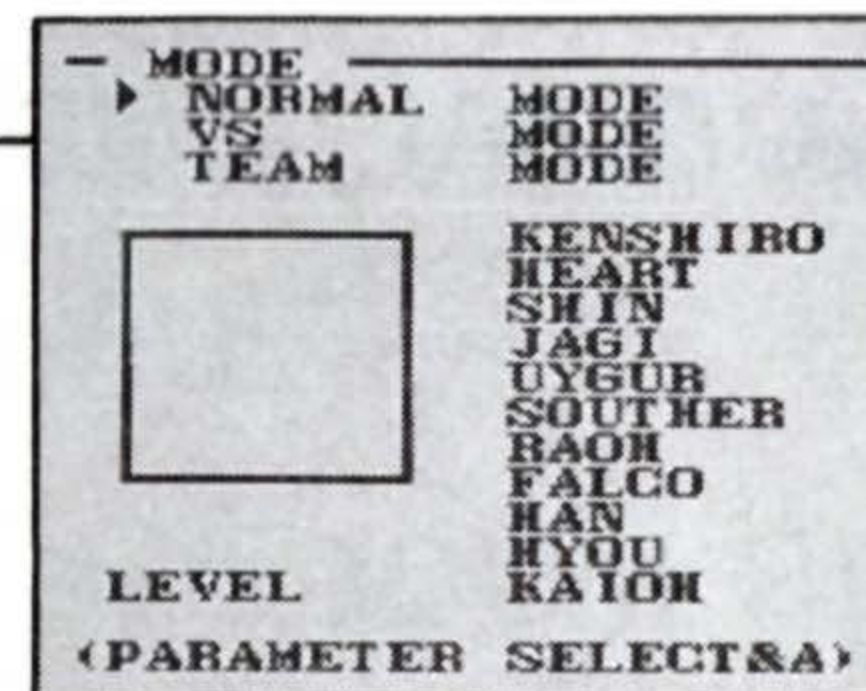 MODE
▶ NORMAL MODE
VS MODE
TEAM MODE
KENSHIRO
HEART
SHIN
JAGI
UYGUR
SOUTHER
RAOH
FALCO
HAN
HYOU
LEVEL KAIOH
<PARAMETER SELECT&A>